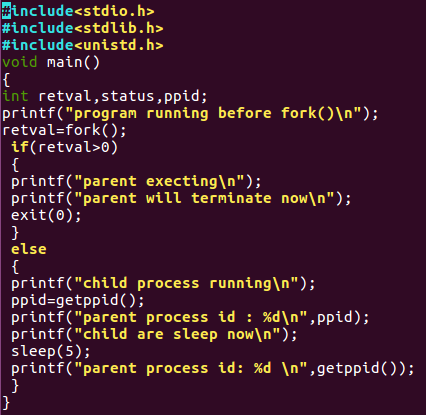 #include<stdio.h>
#include<stdlib.h>
#include<unistd.h>
void main()
{
int retval,status,ppid;
printf("program running before fork()\n");
retval=fork();
if(retval>0)
{
printf("parent execting\n");
printf("parent will terminate now\n");
exit(0);
}
else
{
printf("child process running\n");
ppid=getppid();
printf("parent process id : %d\n",ppid);
printf("child are sleep now\n");
sleep(5);
printf("parent process id: %d \n",getppid());
}
}